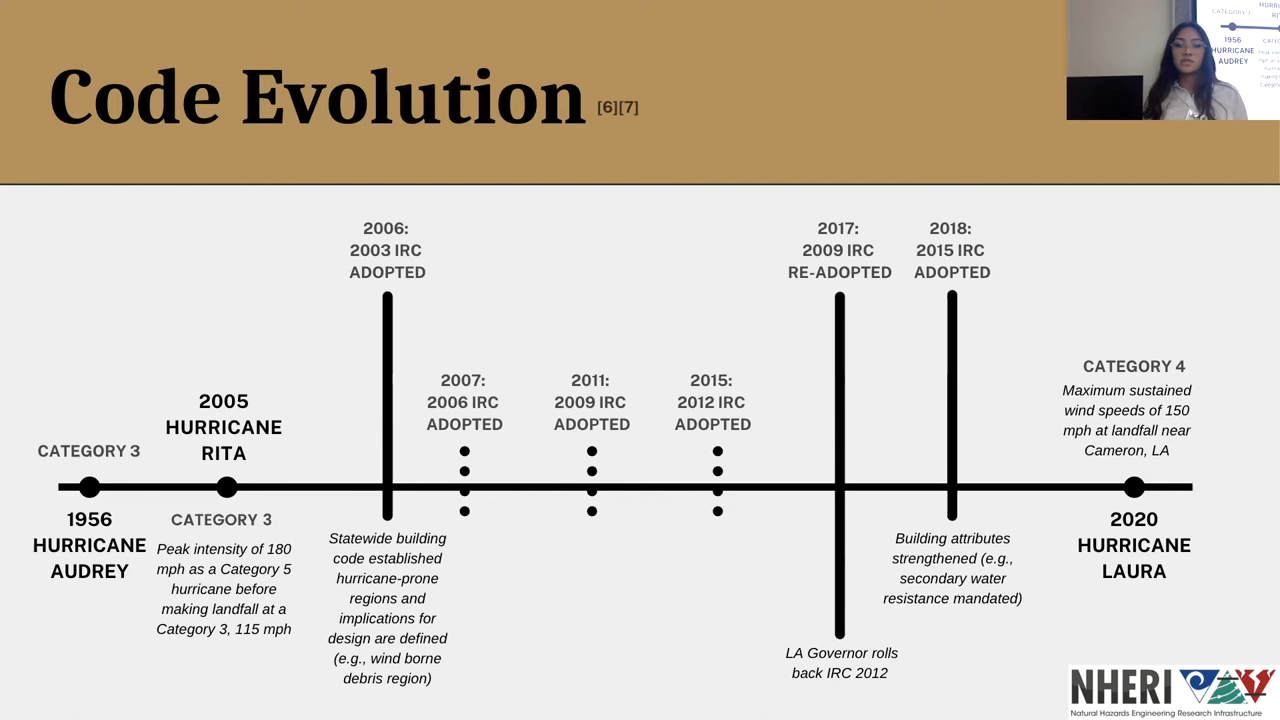 Code Evolution [6][7]
CATEGORY 3
1956
HURRICANE
AUDREY
2005
HURRICANE
RITA
CATEGORY 3
Peak intensity of 180
mph as a Category 5
hurricane before
making landfall at a
Category 3, 115 mph
2006:
2003 IRC
ADOPTED
Statewide building
code established
hurricane-prone
regions and
implications for
design are defined
(e.g., wind borne
debris region)
2007:
2006 IRC
ADOPTED
2011:
2009 IRC
ADOPTED
2015:
2012 IRC
ADOPTED
2017:
2009 IRC
RE-ADOPTED
LA Governor rolls
back IRC 2012
2018:
2015 IRC
ADOPTED
Building attributes
strengthened (e.g.,
secondary water
resistance mandated)
CATEGORY 4
Maximum sustained
wind speeds of 150
mph at landfall near
Cameron, LA
2020
HURRICANE
LAURA
CATEGORY 3
1956
HURRICANE
AUDREY
NHERI
Natural Hazards Engineering Research Infrastructure